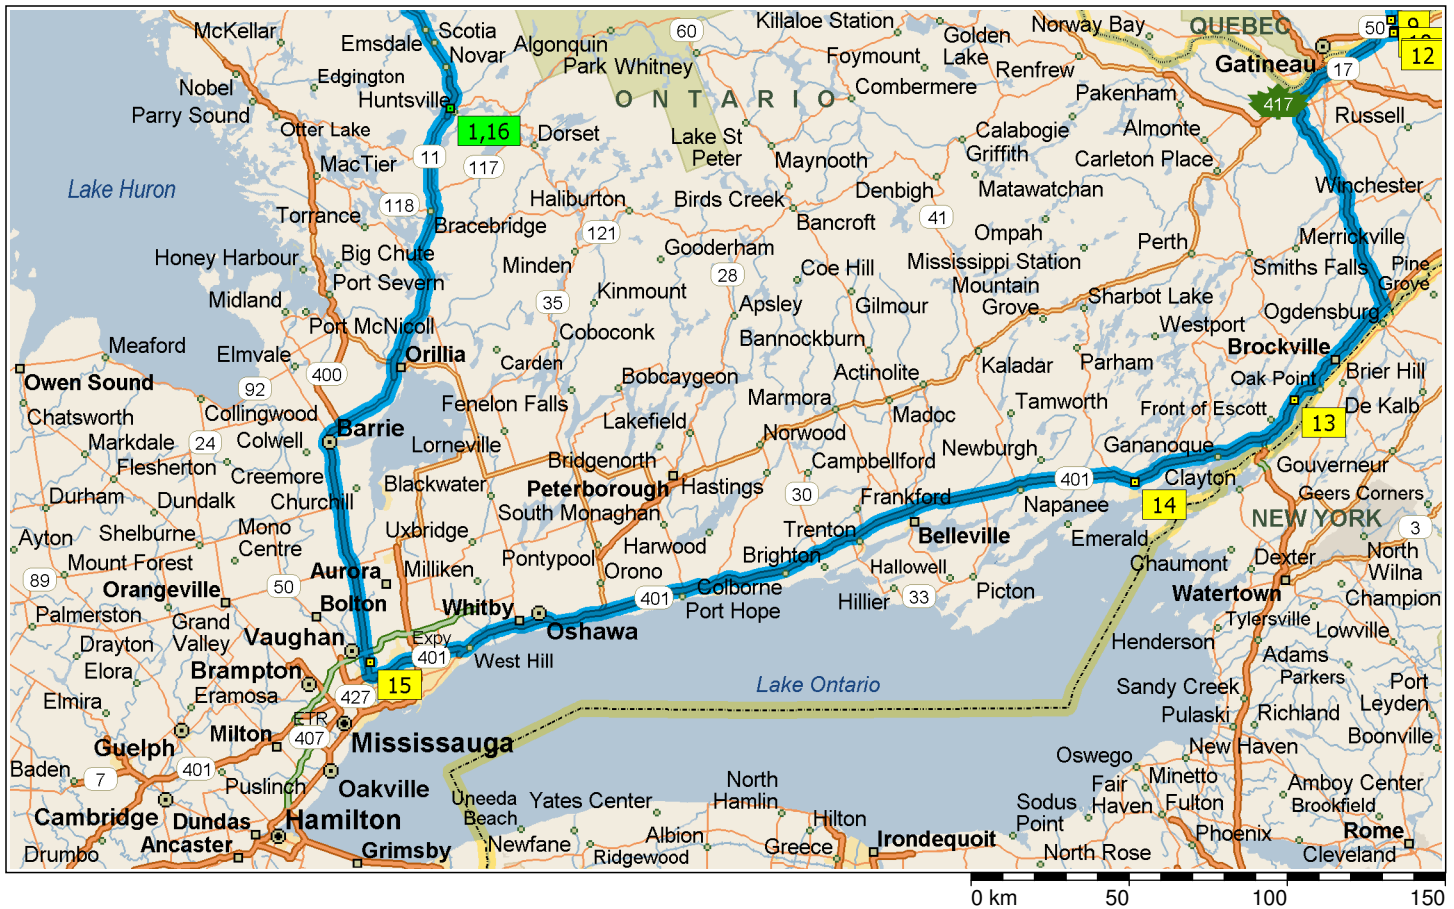 McKellar
Scotia
Emsdale
Novar
Algonquin
Park
Whitney
60
Killaloe Station
Golden
Lake
Norway Bay
QUEBEC
50
9
12
Gatineau
17
Foymount
Renfrew
Edgington
Nobel
Huntsville
Parry Sound
1,16
ONTARIO
Combermere
Pakenham
417
Russell
Otter Lake
Dorset
Lake St
Peter
Calabogie
Almonte
11
117
MacTier
Maynooth
Griffith
Carleton Place
Lake Huron
118
Haliburton
Birds Creek
Denbigh
Matawatchan
Winchester
Torrance
Bracebridge
121
Bancroft
41
Ompah
Perth
Merrickville
Honey Harbour
Big Chute
Minden
Gooderham
Coe Hill
Mississippi Station
Smiths Falls
Pine
Grove
Port Severn
28
Mountain
Grove
Midland
35
Kinmount
Apsley
Gilmour
Sharbot Lake
Ogdensburg
Port McNicoll
Coboconk
Bannockburn
Westport
Meaford
Elmvale
Orillia
Carden
Kaladar
Parham
Brockville
Owen Sound
92
400
Bobcaygeon
Actinolite
Oak Point
Brier Hill
Chatsworth
Collingwood
Fenelon Falls
Marmora
Madoc
Tamworth
Front of Escott
De Kalb
Barrie
Lakefield
13
Markdale
24
Colwell
Lorneville
Norwood
Newburgh
Gananoque
Flesherton
Creemore
Bridgenorth
Campbellford
Gouverneur
Durham
Dundalk
Churchill
Blackwater
Peterborough
Hastings
30
Frankford
401
Clayton
Geers Corners
South Monaghan
Napanee
14
NEW YORK
Ayton
Shelburne
Mono
Centre
Uxbridge
Trenton
Belleville
Emerald
3
Mount Forest
Pontypool
Harwood
Brighton
Chaumont
Dexter
North
Wilna
89
Orangeville
50
Aurora
Milliken
Orono
Hallowell
Picton
Watertown
Champion
Palmerston
Grand
Valley
Bolton
Whitby
401
Colborne
Port Hope
Hillier
33
Tylersville
Lowville
Drayton
Vaughan
Expy
401
Oshawa
Henderson
Elora
Brampton
West Hill
Adams
Parkers
Elmira
Eramosa
427
15
Lake Ontario
Sandy Creek
Port
Leyden
ETR
407
Pulaski
Richland
Guelph
Milton
Mississauga
New Haven
Boonville
Baden
7
401
Puslinch
Oakville
Oswego
Minetto
Amboy Center
Cambridge
Dundas
Hamilton
Uneeda
Beach
Yates Center
North
Hamlin
Hilton
Sodus
Point
Fair
Haven
Fulton
Brookfield
Ancaster
Newfane
Albion
Greece
Irondequoit
Phoenix
Rome
Drumbo
Grimsby
Ridgewood
North Rose
Cleveland
0 km
50
100
150